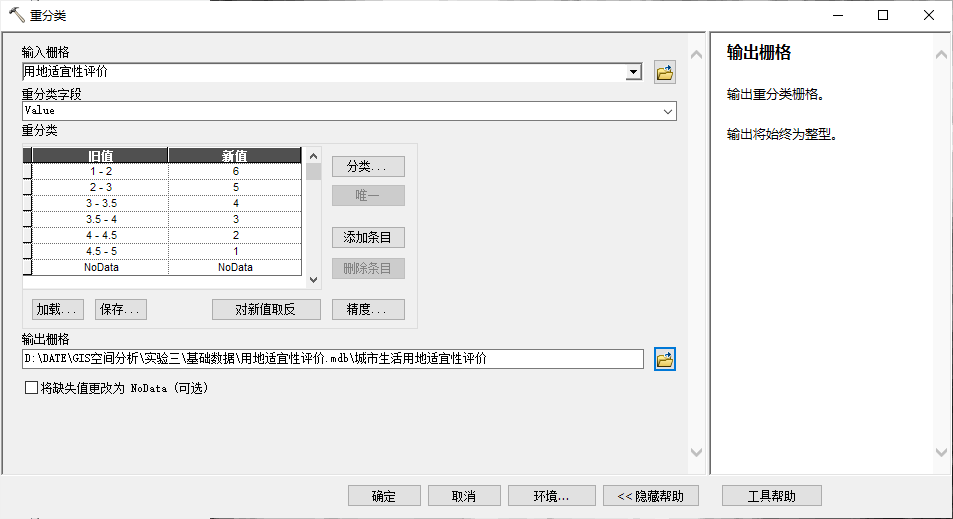 重分类
输入栅格
用地适宜性评价
重分类字段
Value
重分类
旧值 新值
1 - 2 6
2 - 3 5
3 - 3.5 4
3.5 - 4 3
4 - 4.5 2
4.5 - 5 1
NoData NoData
分类...
唯一
添加条目
删除条目
加载... 保存... 对新值取反 精度...
输出栅格
D:\DATE\GIS空间分析\实验三\基础数据\用地适宜性评价.mdb\城市生活用地适宜性评价
将缺失值更改为 NoData (可选)
确定 取消 环境... << 隐藏帮助
输出栅格
输出重分类栅格。
输出将始终为整型。
工具帮助